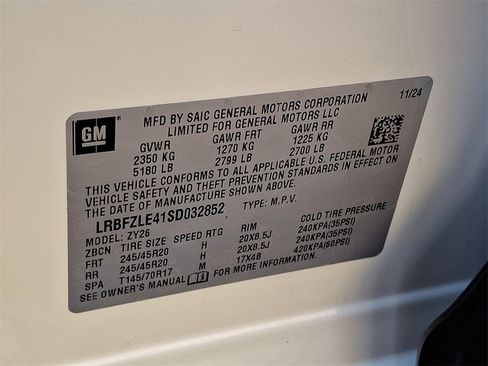 GM
MFD BY SAIC GENERAL MOTORS CORPORATION 11/24
LIMITED FOR GENERAL MOTORS LLC
GVWR GAWR FRT GAWR RR
2350 KG 1270 KG 1225 KG
5180 LB 2799 LB 2700 LB
THIS VEHICLE CONFORMS TO ALL APPLICABLE U.S. FEDERAL MOTOR
VEHICLE SAFETY AND THEFT PREVENTION STANDARDS IN EFFECT ON
THE DATE OF MANUFACTURE SHOWN ABOVE.
LRBFZLE41SD032852 TYPE: M.P.V.
MODEL: ZY26
ZBCN TIRE SIZE SPEED RTG RIM COLD TIRE PRESSURE
FRT 245/45R20 H 20X8.5J 240KPA(35PSI)
RR 245/45R20 H 20X8.5J 240KPA(35PSI)
SPA T145/70R17 M 17X4B 420KPA(60PSI)
SEE OWNER'S MANUAL FOR MORE INFORMATION.